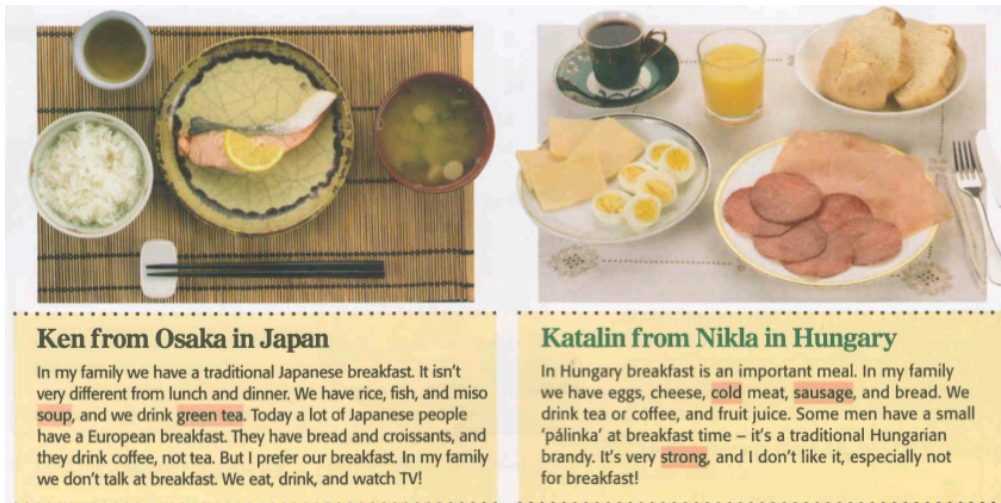 Ken from Osaka in Japan
In my family we have a traditional Japanese breakfast. It isn't
very different from lunch and dinner. We have rice, fish, and miso
soup, and we drink green tea. Today a lot of Japanese people
have a European breakfast. They have bread and croissants, and
they drink coffee, not tea. But I prefer our breakfast. In my family
we don't talk at breakfast. We eat, drink, and watch TV!
Katalin from Nikla in Hungary
In Hungary breakfast is an important meal. In my family
we have eggs, cheese, cold meat, sausage, and bread. We
drink tea or coffee, and fruit juice. Some men have a small
'pálinka' at breakfast time – it's a traditional Hungarian
brandy. It's very strong, and I don't like it, especially not
for breakfast!